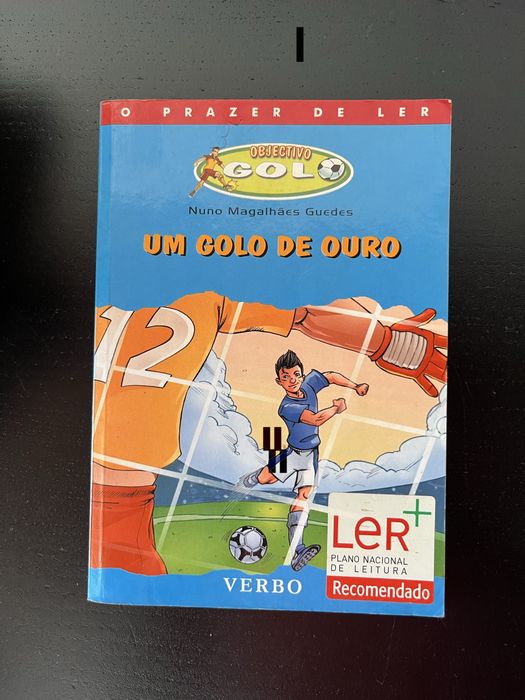 O PRAZER DE LER
OBJECTIVO
GOLO
Nuno Magalhães Guedes
UM GOLO DE OURO
12
VERBO
LER+
PLANO NACIONAL
DE LEITURA
Recomendado